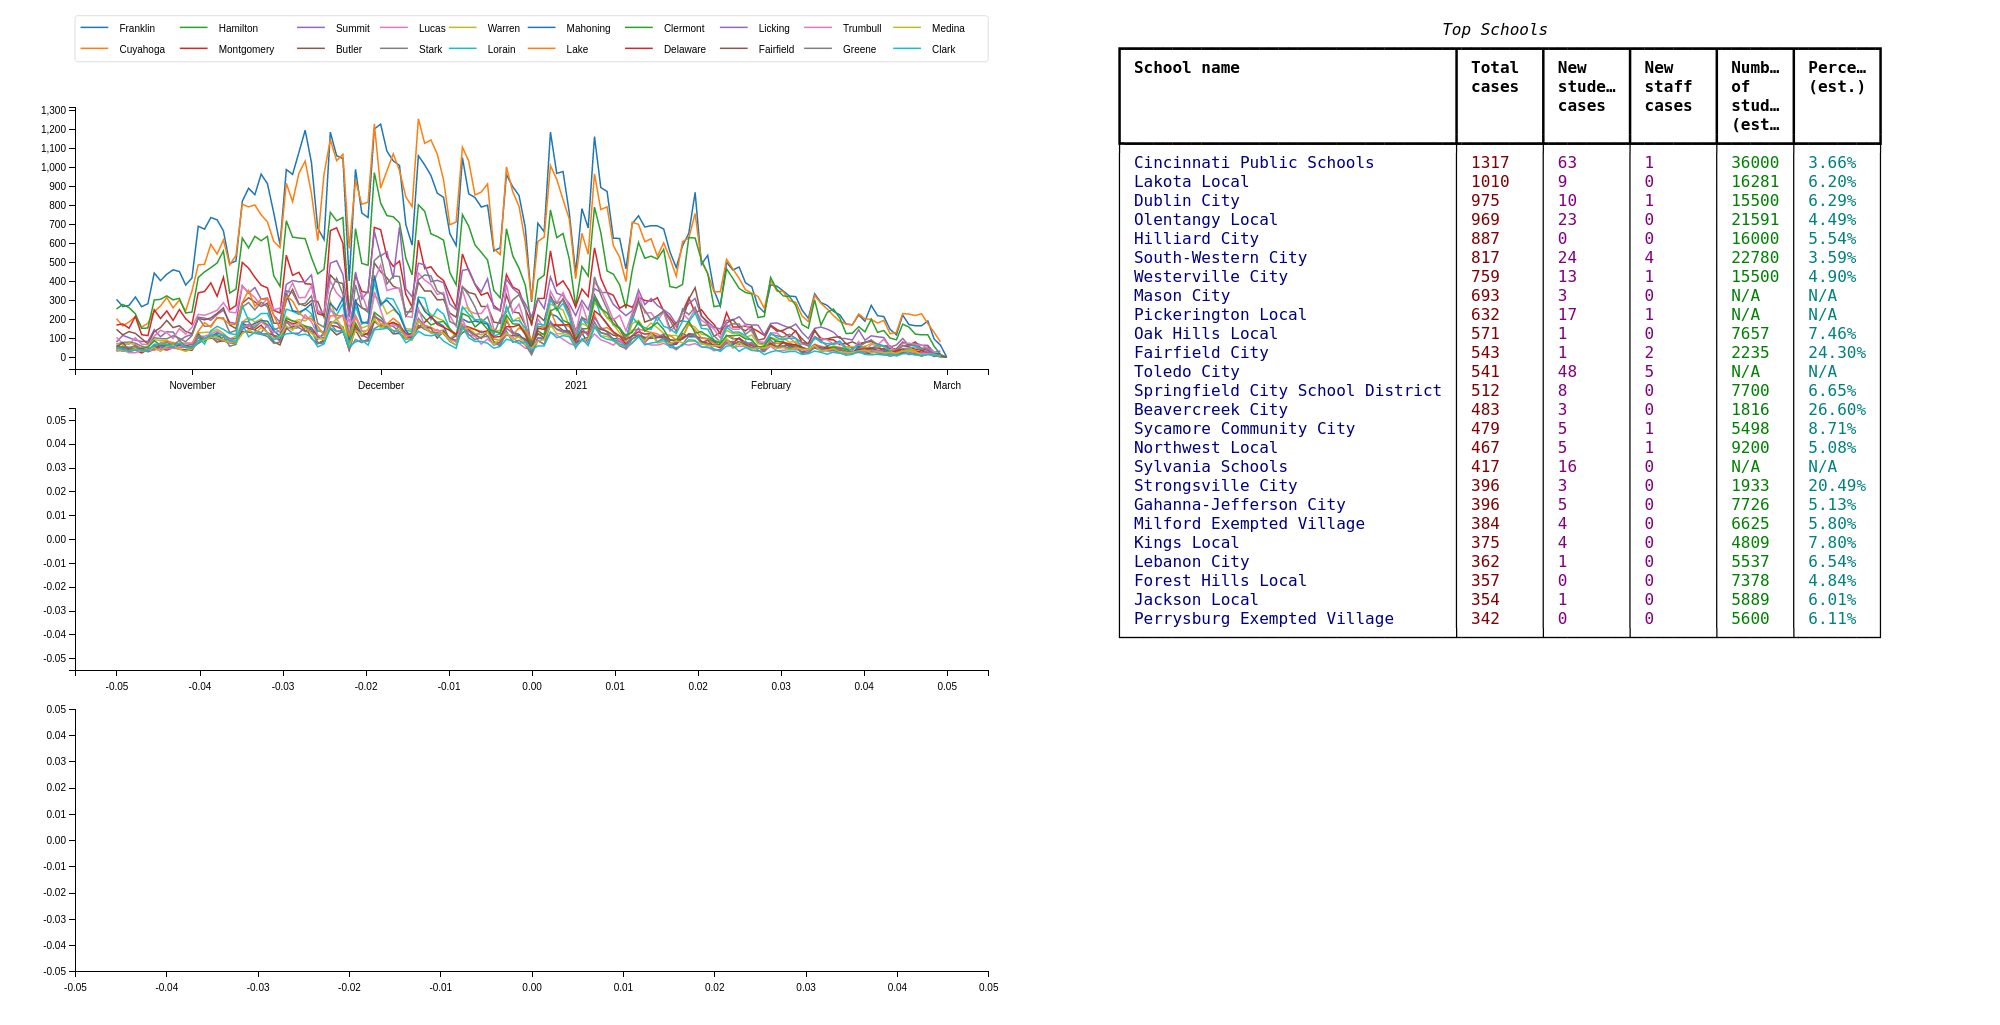 Franklin Hamilton Summit Lucas Warren Mahoning Clermont Licking Trumbull Medina
Cuyahoga Montgomery Butler Stark Lorain Lake Delaware Fairfield Greene Clark
1,300
1,200
1,100
1,000
900
800
700
600
500
400
300
200
100
0
November December 2021 February March
0.05
0.04
0.03
0.02
0.01
0.00
-0.01
-0.02
-0.03
-0.04
-0.05
-0.05 -0.04 -0.03 -0.02 -0.01 0.00 0.01 0.02 0.03 0.04 0.05
0.05
0.04
0.03
0.02
0.01
0.00
-0.01
-0.02
-0.03
-0.04
-0.05
-0.05 -0.04 -0.03 -0.02 -0.01 0.00 0.01 0.02 0.03 0.04 0.05
Top Schools
School name Total New New Numb… Perce…
cases stude… staff of (est.)
cases cases stud…
(est…
Cincinnati Public Schools 1317 63 1 36000 3.66%
Lakota Local 1010 9 0 16281 6.20%
Dublin City 975 10 1 15500 6.29%
Olentangy Local 969 23 0 21591 4.49%
Hilliard City 887 0 0 16000 5.54%
South-Western City 817 24 4 22780 3.59%
Westerville City 759 13 1 15500 4.90%
Mason City 693 3 0 N/A N/A
Pickerington Local 632 17 1 N/A N/A
Oak Hills Local 571 1 0 7657 7.46%
Fairfield City 543 1 2 2235 24.30%
Toledo City 541 48 5 N/A N/A
Springfield City School District 512 8 0 7700 6.65%
Beavercreek City 483 3 0 1816 26.60%
Sycamore Community City 479 5 1 5498 8.71%
Northwest Local 467 5 1 9200 5.08%
Sylvania Schools 417 16 0 N/A N/A
Strongsville City 396 3 0 1933 20.49%
Gahanna-Jefferson City 396 5 0 7726 5.13%
Milford Exempted Village 384 4 0 6625 5.80%
Kings Local 375 4 0 4809 7.80%
Lebanon City 362 1 0 5537 6.54%
Forest Hills Local 357 0 0 7378 4.84%
Jackson Local 354 1 0 5889 6.01%
Perrysburg Exempted Village 342 0 0 5600 6.11%